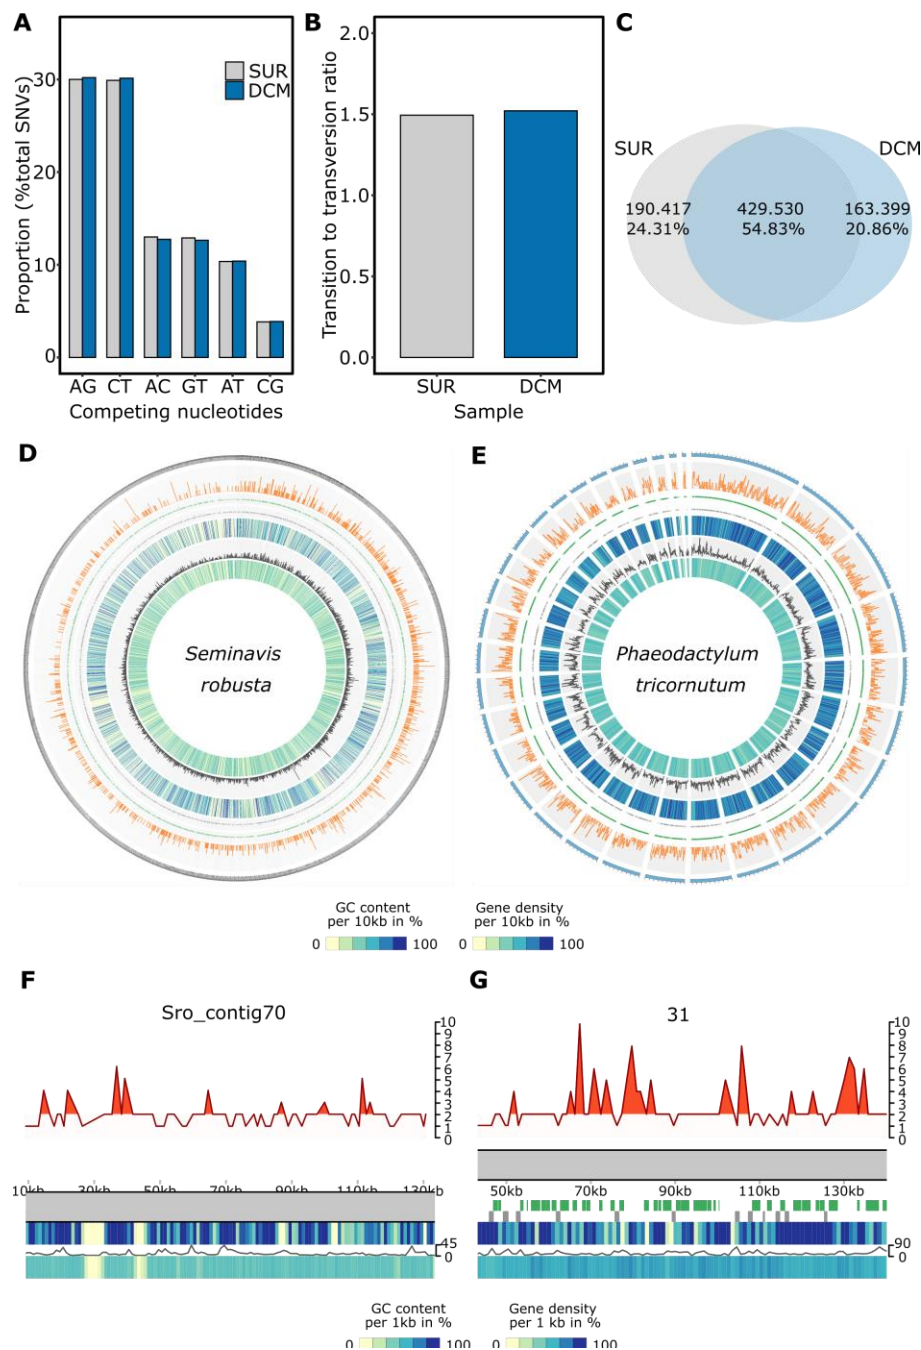 A
B
C
Proportion (%total SNVs)
30
20
10
0
SUR
DCM
AG CT AC GT AT CG
Competing nucleotides
Transition to transversion ratio
2.0
1.5
1.0
0.5
0.0
SUR DCM
Sample
SUR DCM
190.417 429.530 163.399
24.31% 54.83% 20.86%
D
E
Seminavis
robusta
Phaeodactylum
tricornutum
GC content
per 10kb in %
0 100
Gene density
per 10kb in %
0 100
F
G
Sro_contig70
10
9
8
7
6
5
4
3
2
1
0
10kb 30kb 50kb 70kb 90kb 110kb 130kb
45
0
31
10
9
8
7
6
5
4
3
2
1
0
50kb 70kb 90kb 110kb 130kb
90
0
GC content
per 1kb in %
0 100
Gene density
per 1 kb in %
0 100